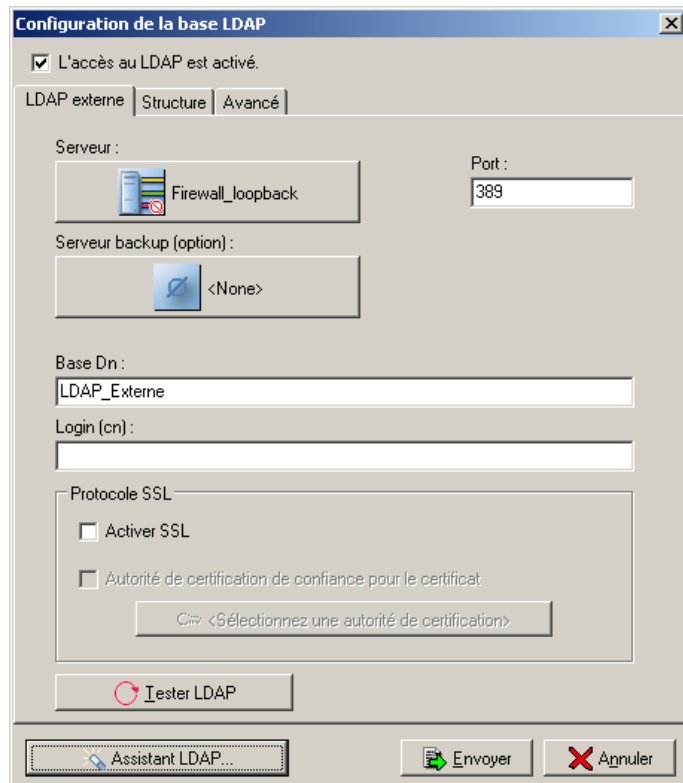 Configuration de la base LDAP
L'accès au LDAP est activé.
LDAP externe
Structure
Avancé
Serveur :
Port :
Firewall_loopback
389
Serveur backup (option) :
<None>
Base Dn :
LDAP_Externe
Login (cn) :
Protocole SSL
Activer SSL
Autorité de certification de confiance pour le certificat
<Sélectionnez une autorité de certification>
Tester LDAP
Assistant LDAP...
Envoyer
Annuler